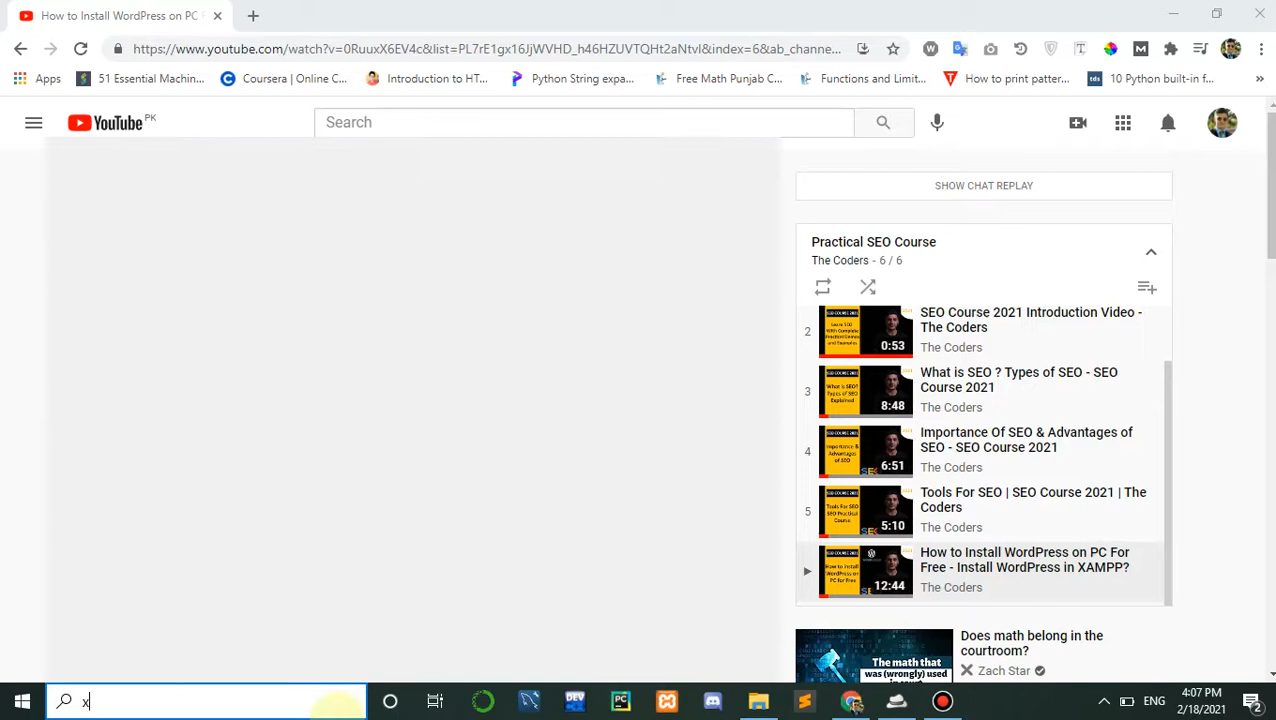 How to Install WordPress on PC F
https://www.youtube.com/watch?v=0RuuxX6EV4c&list=PL7rE1gx16JjWVHD_h46HZUVTQHt2aNtvl&index=6&ab_channe...
Apps 51 Essential Machin... Coursera | Online C... Introduction to HT... Python String expa... Free Math Punjab C... Functions and Limit... How to print patter... 10 Python built-in f... »
YouTube PK Search
SHOW CHAT REPLAY
Practical SEO Course
The Coders - 6 / 6
2 SEO Course 2021 Introduction Video -
The Coders
0:53
The Coders
3 What is SEO ? Types of SEO - SEO
Course 2021
8:48
The Coders
4 Importance Of SEO & Advantages of
SEO - SEO Course 2021
6:51
The Coders
5 Tools For SEO | SEO Course 2021 | The
Coders
5:10
The Coders
How to Install WordPress on PC For
Free - Install WordPress in XAMPP?
12:44
The Coders
Does math belong in the
courtroom?
The math that
was (wrongly) used
Zach Star
x
ENG
4:07 PM
2/18/2021
2